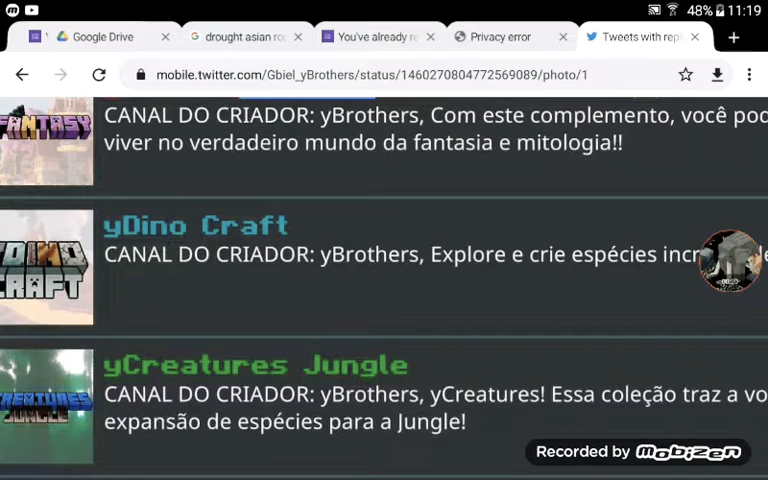 48% 11:19
Google Drive
drought asian ro
You've already re
Privacy error
Tweets with repl
mobile.twitter.com/Gbiel_yBrothers/status/1460270804772569089/photo/1
FANTASY
CANAL DO CRIADOR: yBrothers, Com este complemento, você pod
viver no verdadeiro mundo da fantasia e mitologia!!
yDino Craft
CANAL DO CRIADOR: yBrothers, Explore e crie espécies incr
DINO
CRAFT
yCreatures Jungle
CANAL DO CRIADOR: yBrothers, yCreatures! Essa coleção traz a vo
expansão de espécies para a Jungle!
CREATURES
JUNGLE
Recorded by mobizen